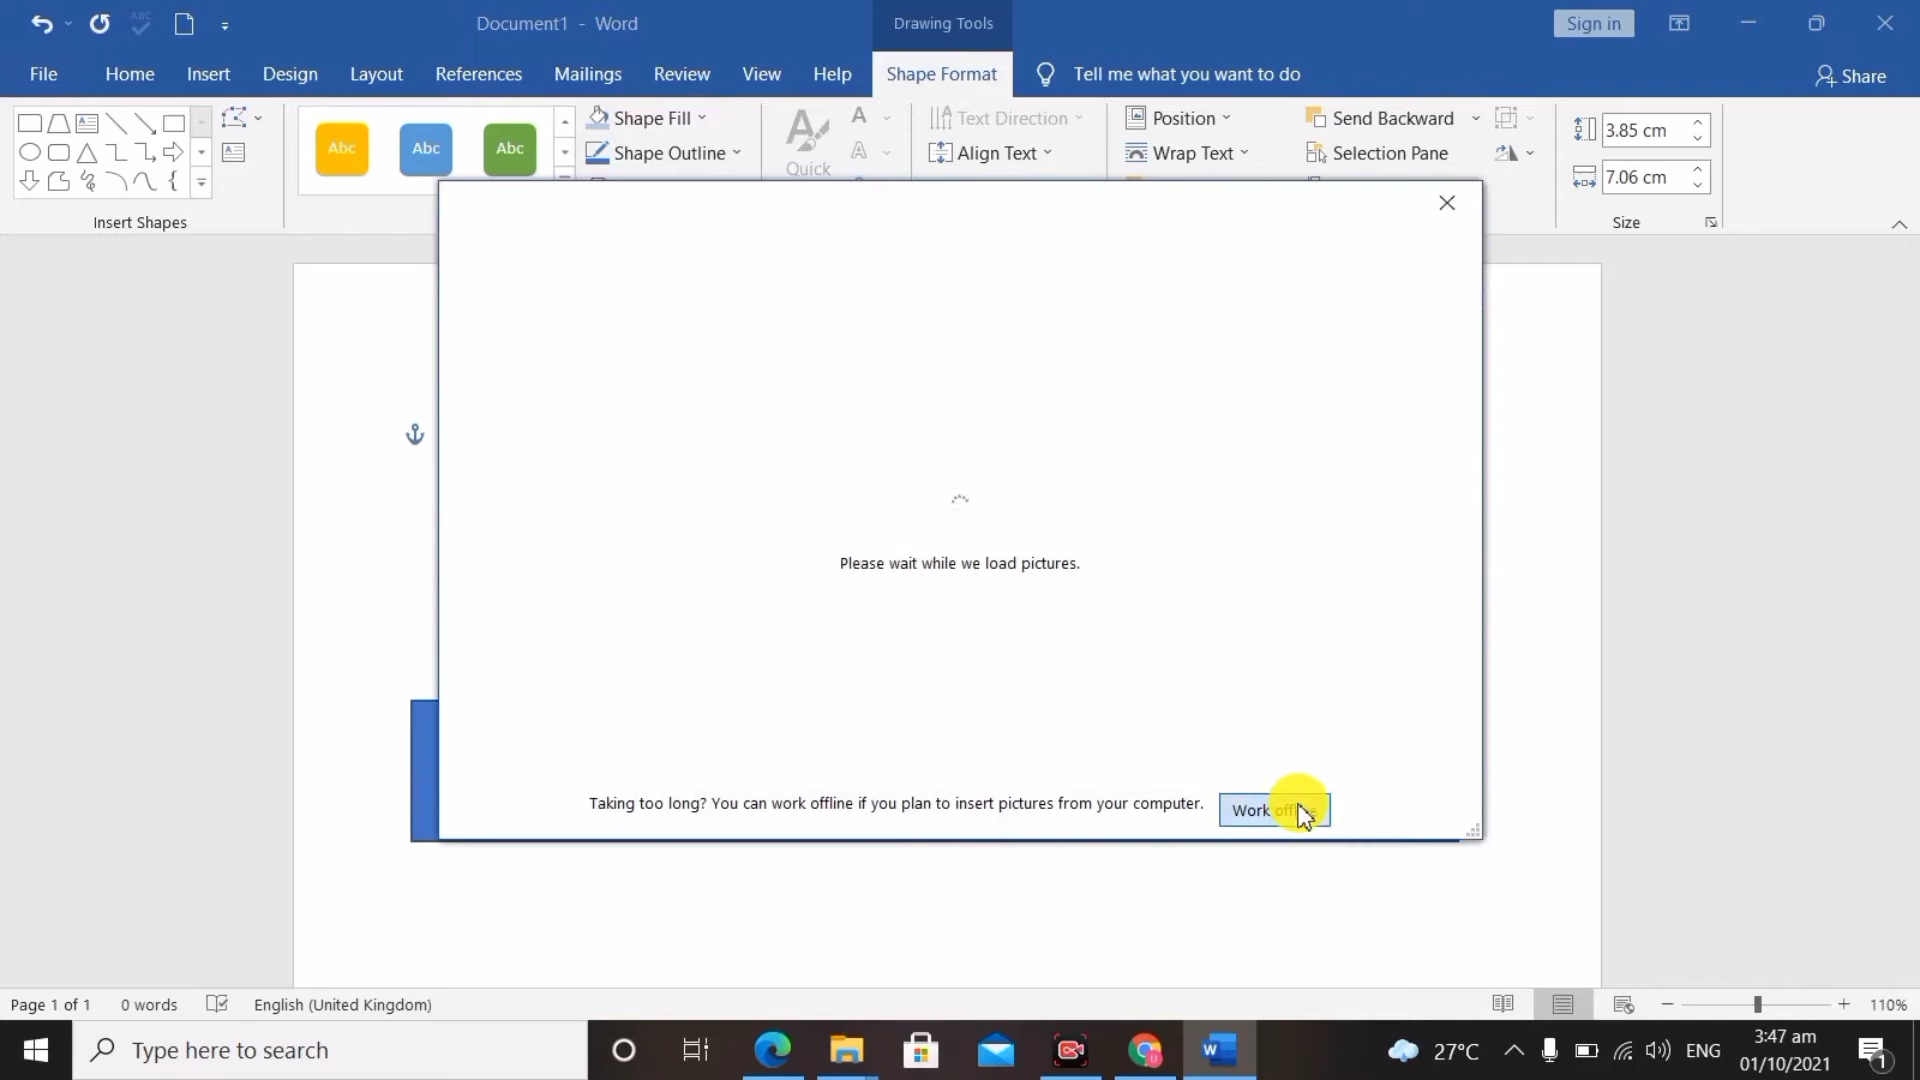 Document1 - Word
Drawing Tools
Sign in
File
Home
Insert
Design
Layout
References
Mailings
Review
View
Help
Shape Format
Tell me what you want to do
Share
Abc
Abc
Abc
Shape Fill
Shape Outline
Quick
Text Direction
Align Text
Position
Wrap Text
Send Backward
Selection Pane
3.85 cm
7.06 cm
Insert Shapes
Size
Please wait while we load pictures.
Taking too long? You can work offline if you plan to insert pictures from your computer.
Work offline
Page 1 of 1
0 words
English (United Kingdom)
110%
Type here to search
27°C
ENG
3:47 am
01/10/2021
1